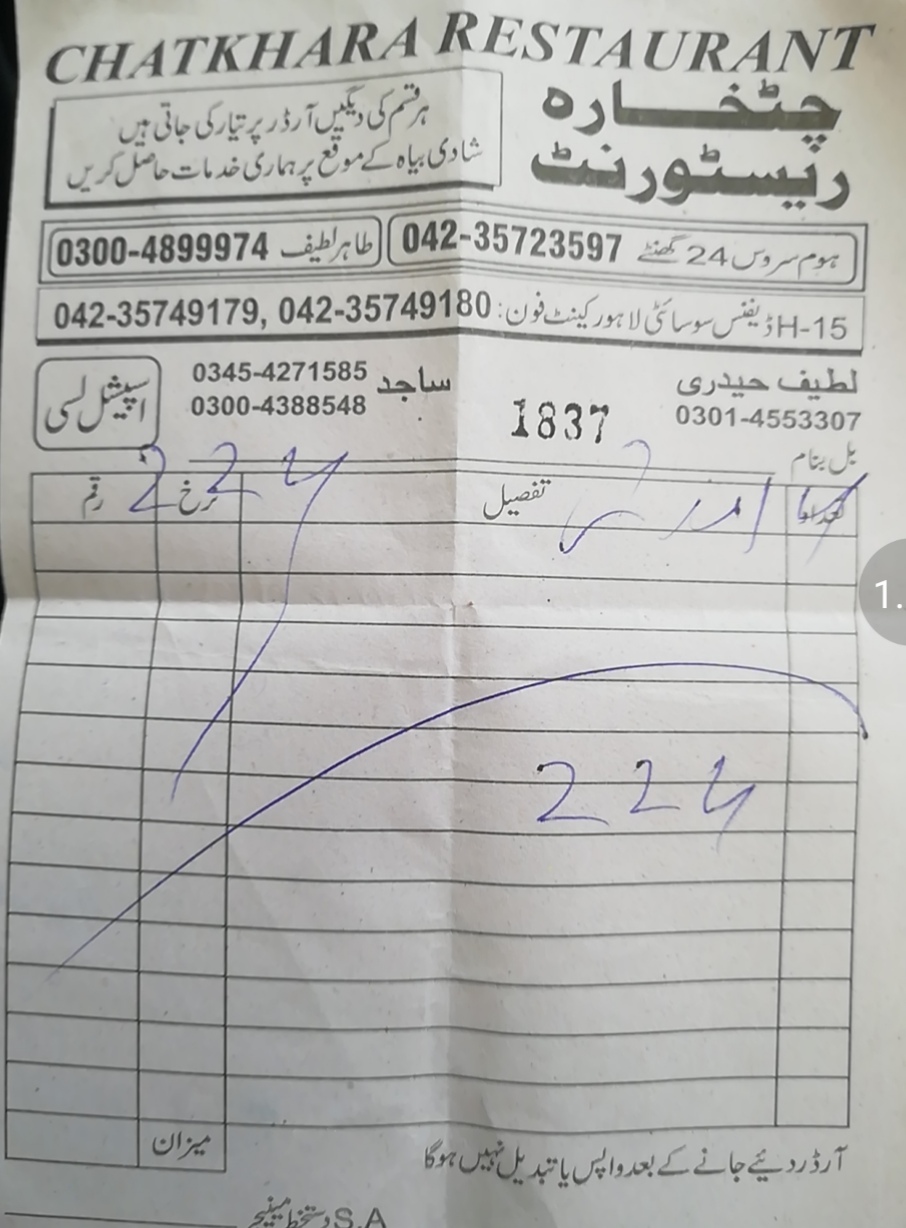 CHATKHARA RESTAURANT
چٹخارہ
ریسٹورنٹ
ہر قسم کی دیگیں آرڈر پر تیار کی جاتی ہیں
شادی بیاہ کے موقع پر ہماری خدمات حاصل کریں
ہوم سروس 24 گھنٹے 042-35723597
طاہر لطیف 0300-4899974
H-15 ڈیفنس سوسائٹی لاہور کینٹ فون: 042-35749179, 042-35749180
لطیف حیدری
0301-4553307
1837
ساجد 0345-4271585
0300-4388548
اسپیشل لسی
بل بنام
تعداد تفصیل نرخ رقم
224
224
میزان
آرڈر دئیے جانے کے بعد واپس یا تبدیل نہیں ہوگا
S.A دستخط مینیجر
1.